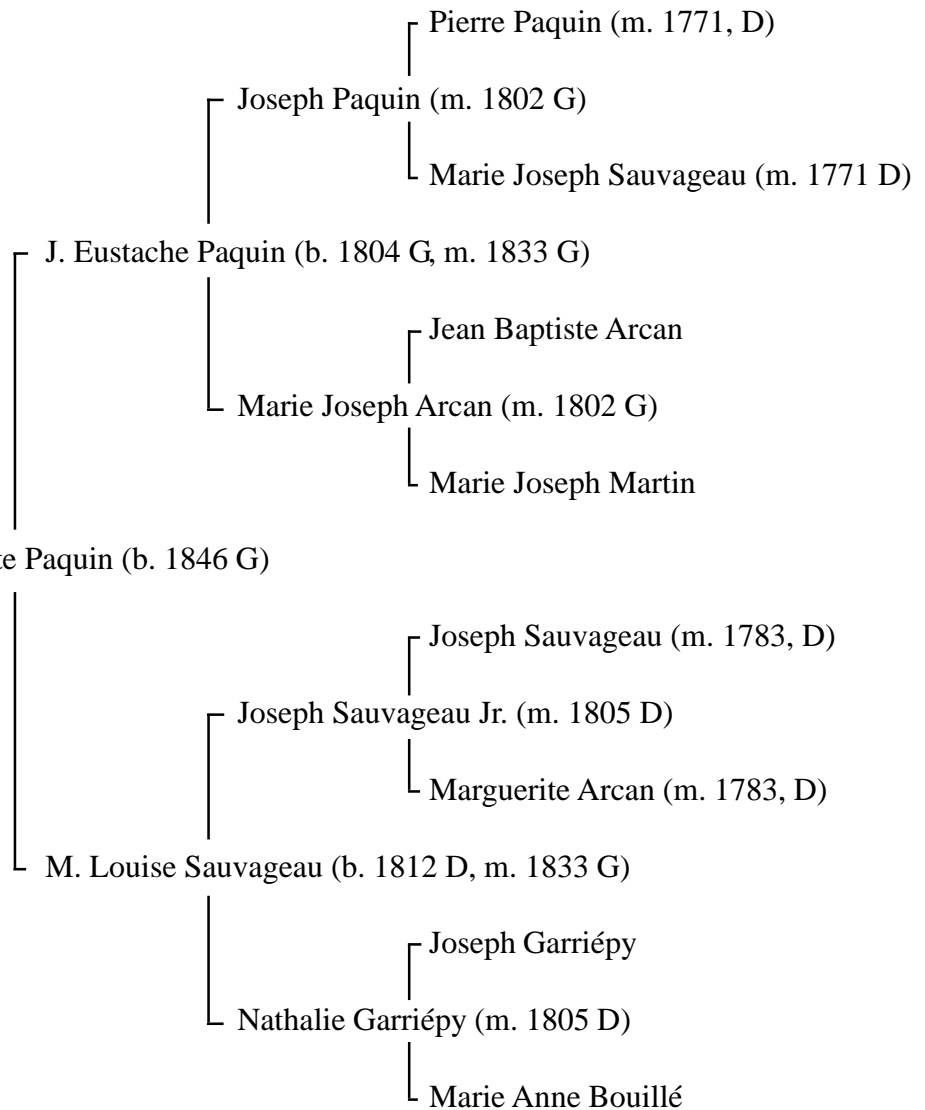 Pierre Paquin (m. 1771, D)
Joseph Paquin (m. 1802 G)
Marie Joseph Sauvageau (m. 1771 D)
J. Eustache Paquin (b. 1804 G, m. 1833 G)
Jean Baptiste Arcan
Marie Joseph Arcan (m. 1802 G)
Marie Joseph Martin
Paquin (b. 1846 G)
Joseph Sauvageau (m. 1783, D)
Joseph Sauvageau Jr. (m. 1805 D)
Marguerite Arcan (m. 1783, D)
M. Louise Sauvageau (b. 1812 D, m. 1833 G)
Joseph Garriépy
Nathalie Garriépy (m. 1805 D)
Marie Anne Bouillé